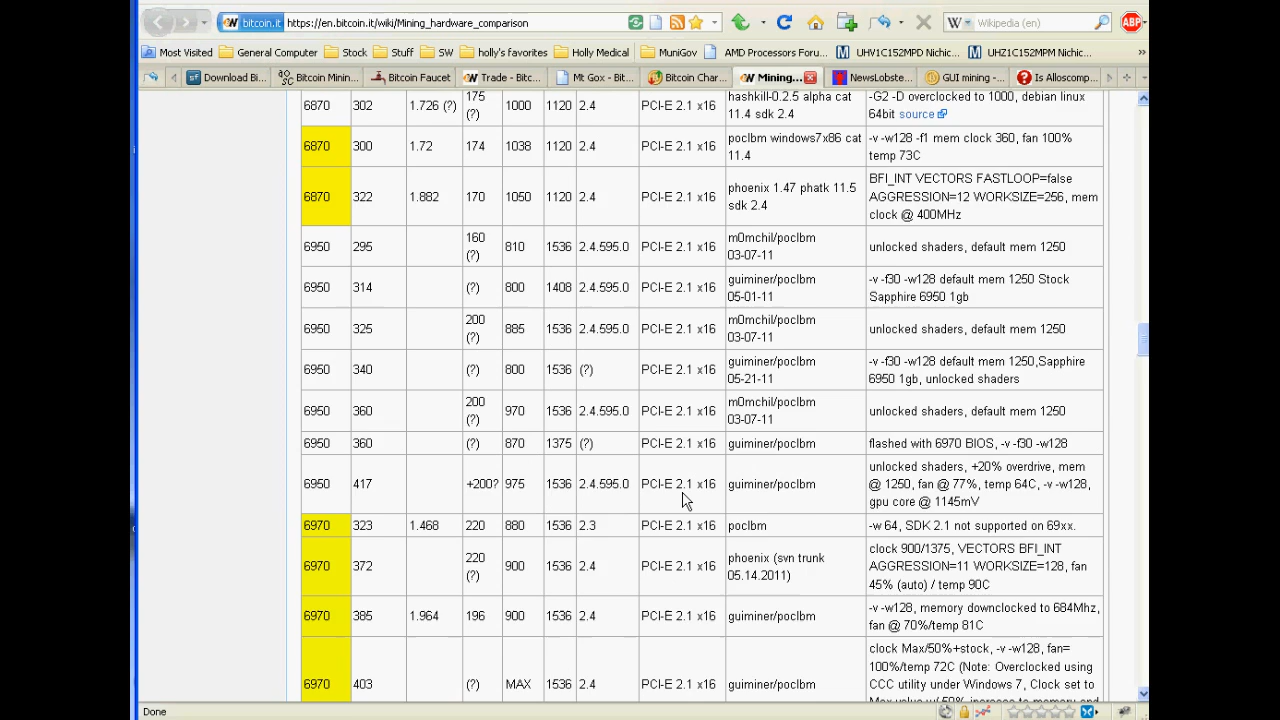 bitcoin.it https://en.bitcoin.it/wiki/Mining_hardware_comparison W Wikipedia (en) ABP
Most Visited General Computer Stock Stuff SW holly's favorites Holly Medical MuniGov AMD Processors Foru... UHV1C152MPD Nichic... UHZ1C152MPM Nichic... »
Download Bi... Bitcoin Minin... Bitcoin Faucet Trade - Bitc... Mt Gox - Bit... Bitcoin Char... Mining... NewsLobste... GUI mining -... Is Alloscomp...
6870 302 1.726 (?) 175 (?) 1000 1120 2.4 PCI-E 2.1 x16 hashkill-0.2.5 alpha cat 11.4 sdk 2.4 -G2 -D overclocked to 1000, debian linux 64bit source
6870 300 1.72 174 1038 1120 2.4 PCI-E 2.1 x16 poclbm windows7x86 cat 11.4 -v -w128 -f1 mem clock 360, fan 100% temp 73C
6870 322 1.882 170 1050 1120 2.4 PCI-E 2.1 x16 phoenix 1.47 phatk 11.5 sdk 2.4 BFI_INT VECTORS FASTLOOP=false AGGRESSION=12 WORKSIZE=256, mem clock @ 400MHz
6950 295 160 (?) 810 1536 2.4.595.0 PCI-E 2.1 x16 m0mchil/poclbm 03-07-11 unlocked shaders, default mem 1250
6950 314 (?) 800 1408 2.4.595.0 PCI-E 2.1 x16 guiminer/poclbm 05-01-11 -v -f30 -w128 default mem 1250 Stock Sapphire 6950 1gb
6950 325 200 (?) 885 1536 2.4.595.0 PCI-E 2.1 x16 m0mchil/poclbm 03-07-11 unlocked shaders, default mem 1250
6950 340 (?) 800 1536 (?) PCI-E 2.1 x16 guiminer/poclbm 05-21-11 -v -f30 -w128 default mem 1250,Sapphire 6950 1gb, unlocked shaders
6950 360 200 (?) 970 1536 2.4.595.0 PCI-E 2.1 x16 m0mchil/poclbm 03-07-11 unlocked shaders, default mem 1250
6950 360 (?) 870 1375 (?) PCI-E 2.1 x16 guiminer/poclbm flashed with 6970 BIOS, -v -f30 -w128
6950 417 +200? 975 1536 2.4.595.0 PCI-E 2.1 x16 guiminer/poclbm unlocked shaders, +20% overdrive, mem @ 1250, fan @ 77%, temp 64C, -v -w128, gpu core @ 1145mV
6970 323 1.468 220 880 1536 2.3 PCI-E 2.1 x16 poclbm -w 64, SDK 2.1 not supported on 69xx.
6970 372 220 (?) 900 1536 2.4 PCI-E 2.1 x16 phoenix (svn trunk 05.14.2011) clock 900/1375, VECTORS BFI_INT AGGRESSION=11 WORKSIZE=128, fan 45% (auto) / temp 90C
6970 385 1.964 196 900 1536 2.4 PCI-E 2.1 x16 guiminer/poclbm -v -w128, memory downclocked to 684Mhz, fan @ 70%/temp 81C
6970 403 (?) MAX 1536 2.4 PCI-E 2.1 x16 guiminer/poclbm clock Max/50%+stock, -v -w128, fan= 100%/temp 72C (Note: Overclocked using CCC utility under Windows 7, Clock set to
Done